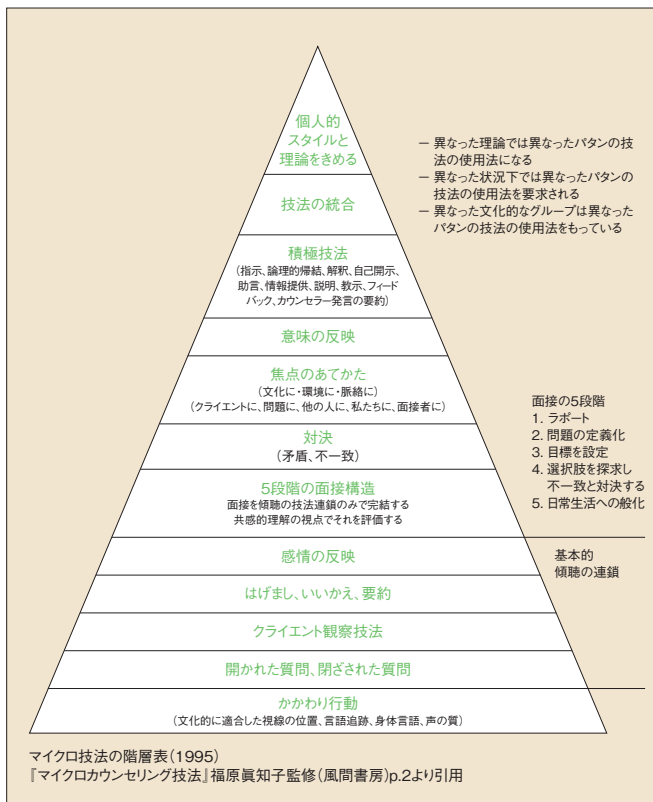 個人的
スタイルと
理論をきめる
― 異なった理論では異なったパタンの技
法の使用法になる
― 異なった状況下では異なったパタンの
技法の使用法を要求される
― 異なった文化的なグループは異なった
パタンの技法の使用法をもっている
技法の統合
積極技法
(指示、論理的帰結、解釈、自己開示、
助言、情報提供、説明、教示、フィード
バック、カウンセラー発言の要約)
意味の反映
焦点のあてかた
(文化に・環境に・脈絡に)
(クライエントに、問題に、他の人に、私たちに、面接者に)
対決
(矛盾、不一致)
面接の5段階
1. ラポート
2. 問題の定義化
3. 目標を設定
4. 選択肢を探求し
不一致と対決する
5. 日常生活への般化
5段階の面接構造
面接を傾聴の技法連鎖のみで完結する
共感的理解の視点でそれを評価する
感情の反映
基本的
傾聴の連鎖
はげまし、いいかえ、要約
クライエント観察技法
開かれた質問、閉ざされた質問
かかわり行動
(文化的に適合した視線の位置、言語追跡、身体言語、声の質)
マイクロ技法の階層表(1995)
『マイクロカウンセリング技法』福原眞知子監修(風間書房)p.2より引用